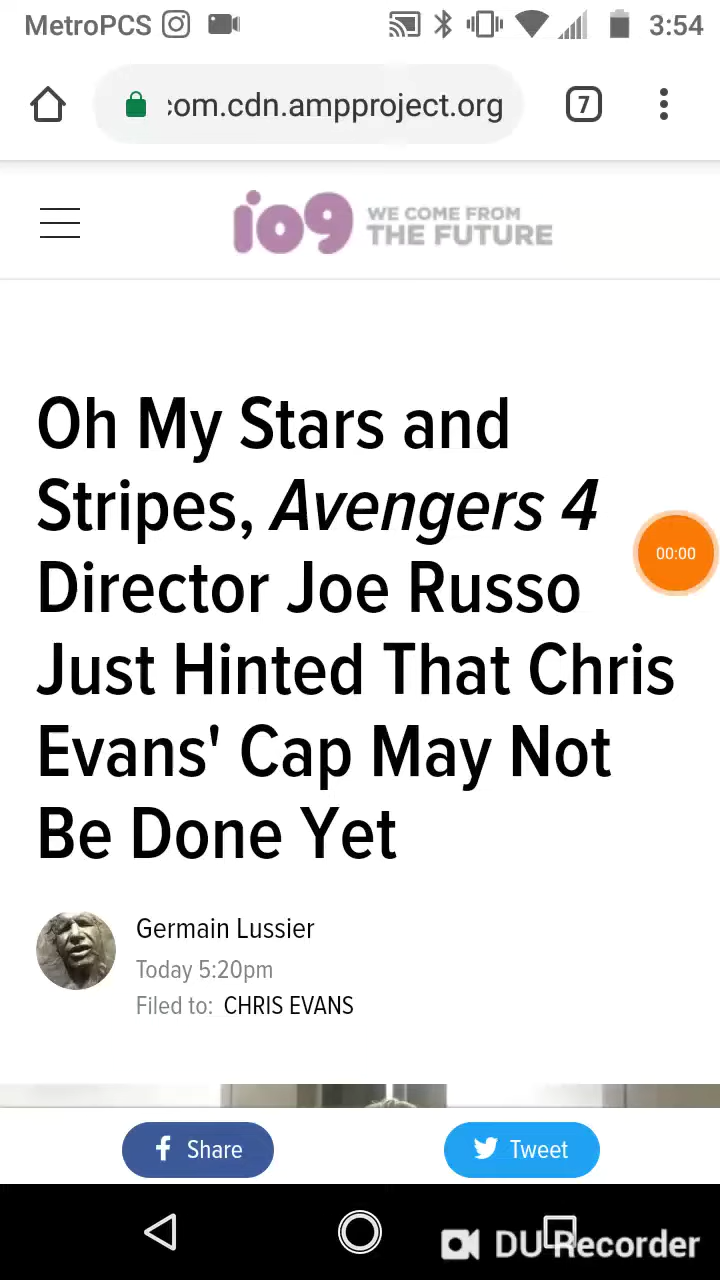 MetroPCS 3:54
:om.cdn.ampproject.org 7
io9 WE COME FROM
THE FUTURE
Oh My Stars and
Stripes, Avengers 4
Director Joe Russo
Just Hinted That Chris
Evans' Cap May Not
Be Done Yet
00:00
Germain Lussier
Today 5:20pm
Filed to: CHRIS EVANS
f Share
Tweet
DU Recorder